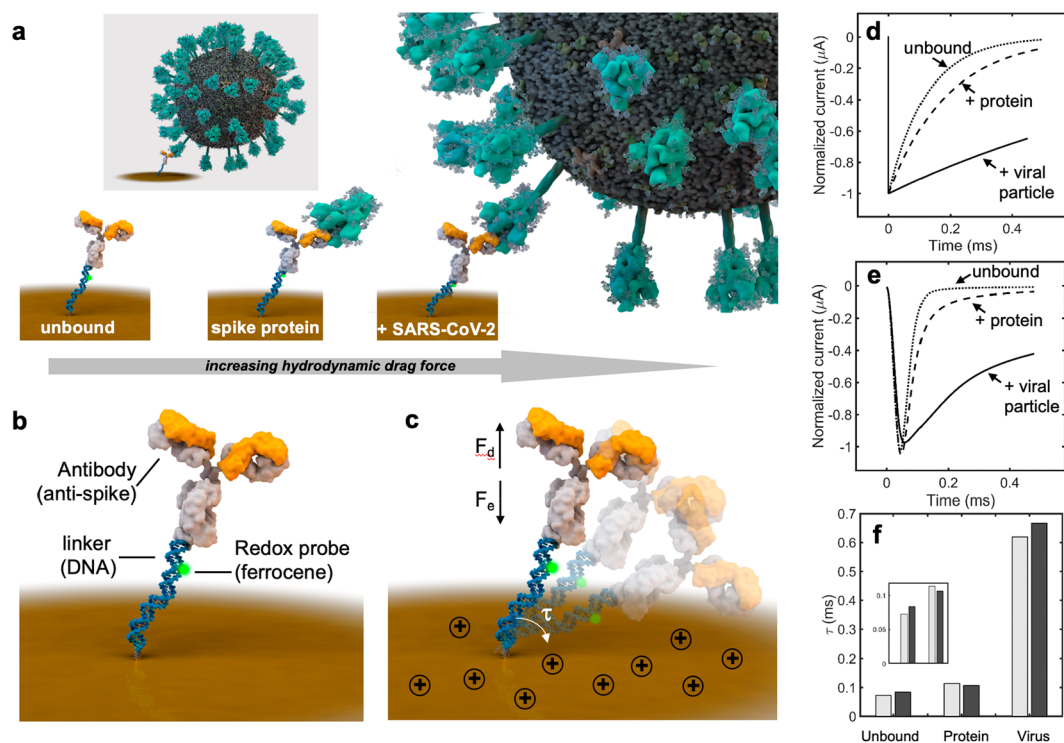 a
unbound
spike protein
+ SARS-CoV-2
increasing hydrodynamic drag force
b
Antibody
(anti-spike)
linker
(DNA)
Redox probe
(ferrocene)
c
Fd
Fe
τ
+ + + + + + + + + +
d
Normalized current (μA)
0
-0.2
-0.4
-0.6
-0.8
-1
unbound
+ protein
+ viral
particle
0 0.2 0.4
Time (ms)
e
Normalized current (μA)
0
-0.2
-0.4
-0.6
-0.8
-1
unbound
+ protein
+ viral
particle
0 0.2 0.4
Time (ms)
f
τ (ms)
0.7
0.6
0.5
0.4
0.3
0.2
0.1
0
0.1
0.05
0
Unbound Protein Virus